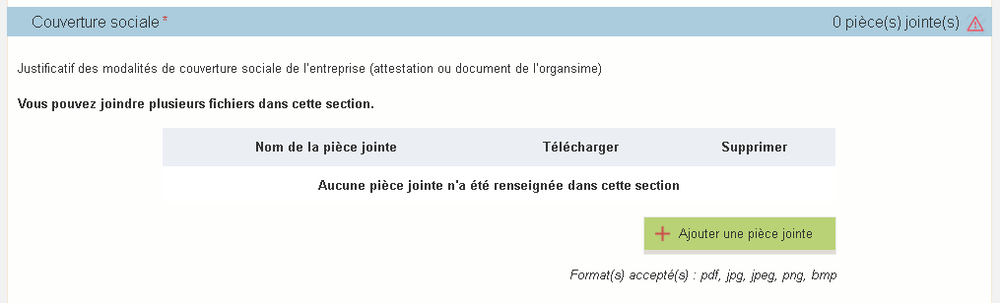 Couverture sociale * 0 pièce(s) jointe(s)
Justificatif des modalités de couverture sociale de l'entreprise (attestation ou document de l'organsime)
Vous pouvez joindre plusieurs fichiers dans cette section.
Nom de la pièce jointe Télécharger Supprimer
Aucune pièce jointe n'a été renseignée dans cette section
Ajouter une pièce jointe
Format(s) accepté(s) : pdf, jpg, jpeg, png, bmp